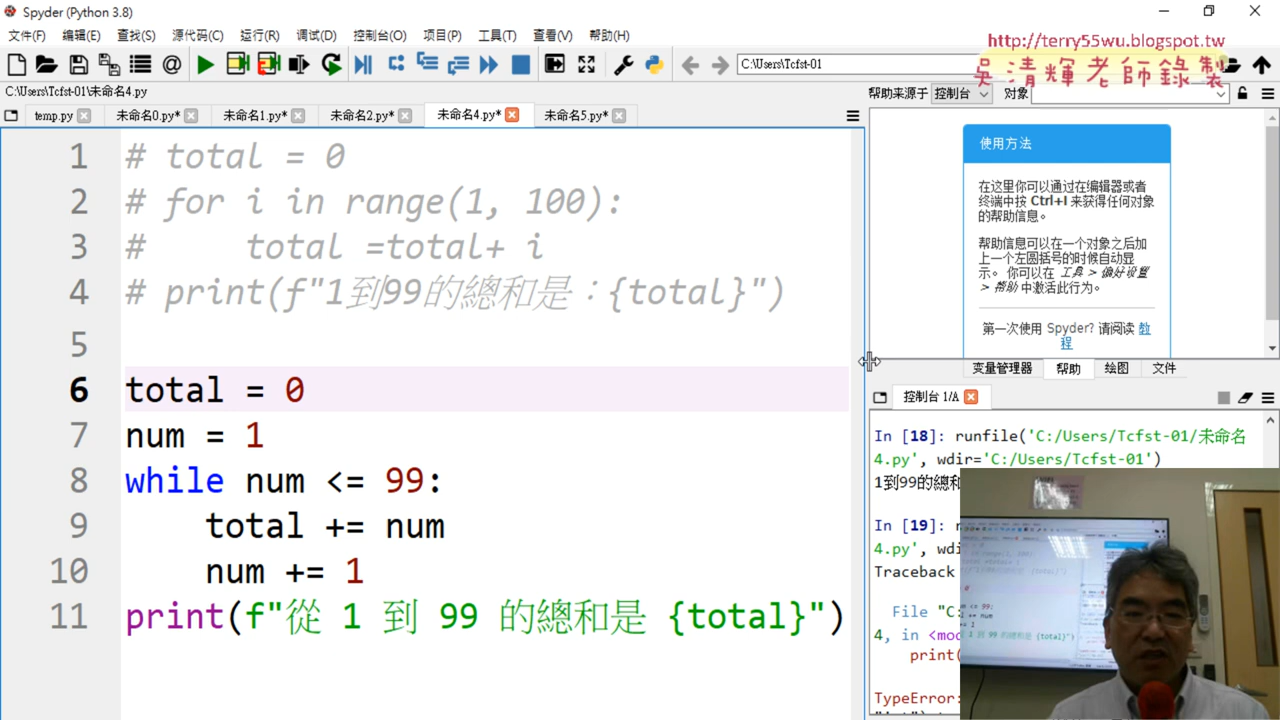 Spyder (Python 3.8)
文件(F) 编辑(E) 查找(S) 源代码(C) 运行(R) 调试(D) 控制台(O) 项目(P) 工具(T) 查看(V) 帮助(H)
http://terry55wu.blogspot.tw
吳清輝老師錄製
C:\Users\Tcfst-01
C:\Users\Tcfst-01\未命名4.py
帮助来源于 控制台 对象
temp.py 未命名0.py* 未命名1.py* 未命名2.py* 未命名4.py* 未命名5.py*
1 # total = 0
2 # for i in range(1, 100):
3 #     total =total+ i
4 # print(f"1到99的總和是：{total}")
5
6 total = 0
7 num = 1
8 while num <= 99:
9     total += num
10     num += 1
11 print(f"從 1 到 99 的總和是 {total}")
使用方法
在这里你可以通过在编辑器或者
终端中按 Ctrl+I 来获得任何对象
的帮助信息。
帮助信息可以在一个对象之后加
上一个左圆括号的时候自动显
示。 你可以在 工具 > 偏好设置
> 帮助 中激活此行为。
第一次使用 Spyder? 请阅读 教
程
变量管理器 帮助 绘图 文件
控制台 1/A
In [18]: runfile('C:/Users/Tcfst-01/未命名
4.py', wdir='C:/Users/Tcfst-01')
1到99的總和
In [19]:
4.py', wd
Traceback
File "C:
4, in <mod
print(
TypeError: